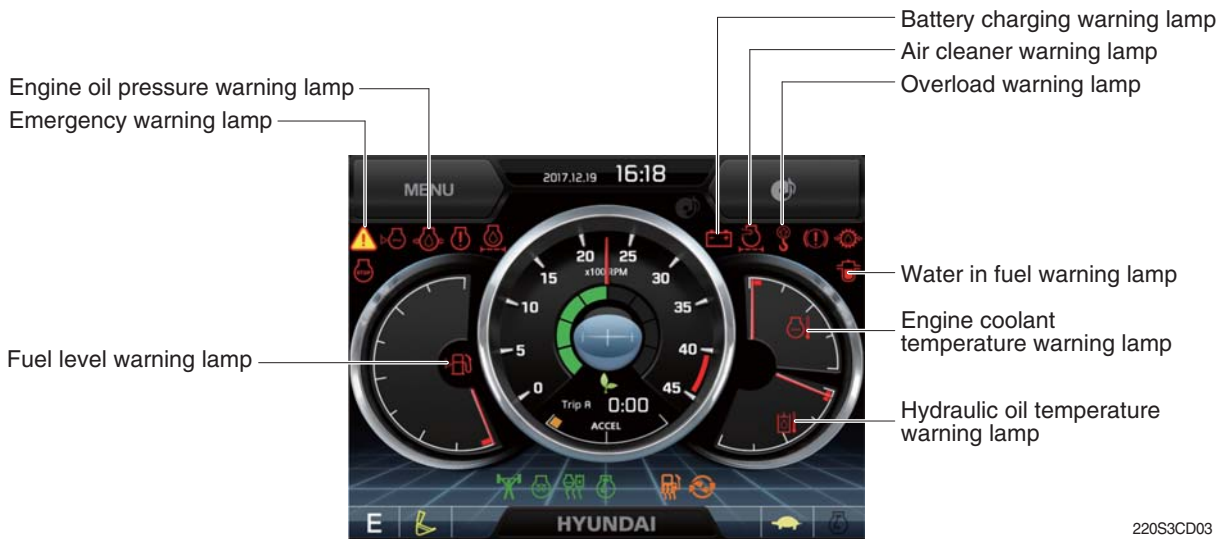 Battery charging warning lamp
Air cleaner warning lamp
Overload warning lamp
Engine oil pressure warning lamp
Emergency warning lamp
MENU
2017.12.19 16:18
STOP
Water in fuel warning lamp
Engine coolant
temperature warning lamp
Hydraulic oil temperature
warning lamp
Fuel level warning lamp
0
5
10
15
20
25
30
35
40
45
x100 RPM
Trip A 0:00
ACCEL
E
HYUNDAI
220S3CD03